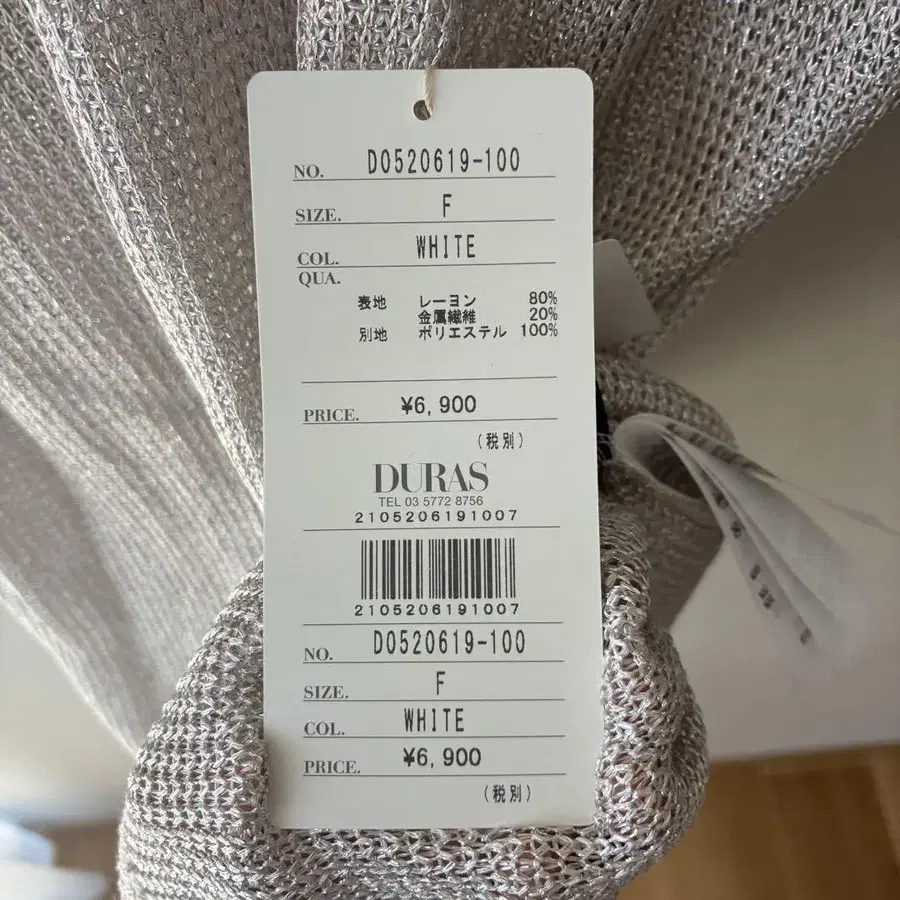 NO. D0520619-100
SIZE. F
COL. WHITE
QUA.
表地 レーヨン 80%
金属繊維 20%
別地 ポリエステル 100%
PRICE. ¥6,900
(税別)
DURAS
TEL 03 5772 8756
2105206191007
2105206191007
NO. D0520619-100
SIZE. F
COL. WHITE
PRICE. ¥6,900
(税別)